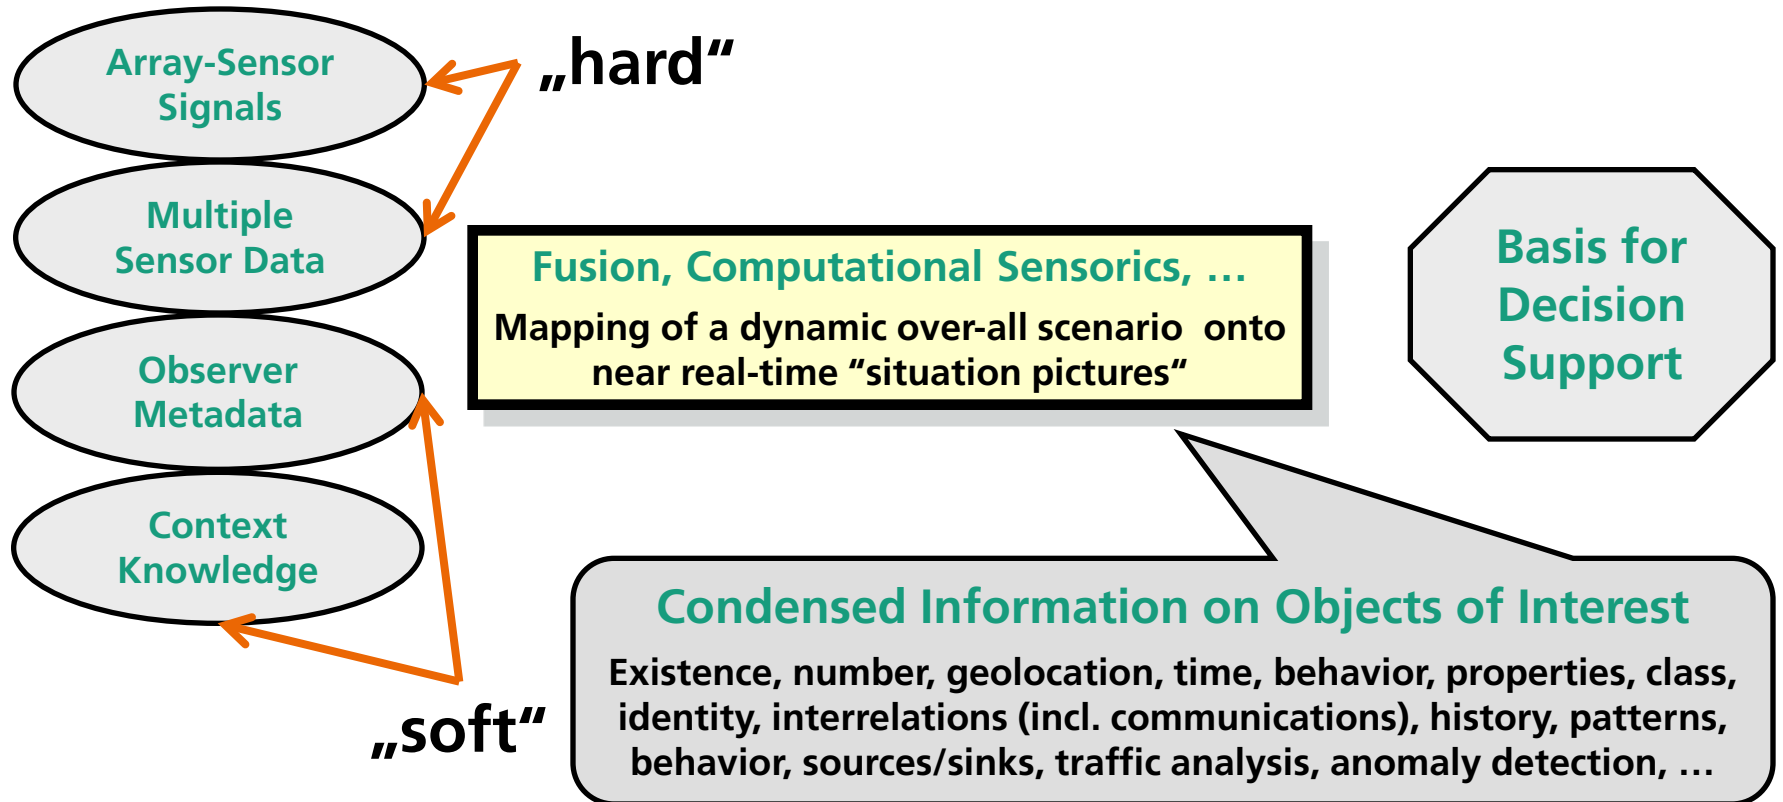 Array-Sensor
Signals
„hard“
Multiple
Sensor Data
Observer
Metadata
Context
Knowledge
„soft“
Fusion, Computational Sensorics, …
Mapping of a dynamic over-all scenario onto
near real-time “situation pictures“
Basis for
Decision
Support
Condensed Information on Objects of Interest
Existence, number, geolocation, time, behavior, properties, class,
identity, interrelations (incl. communications), history, patterns,
behavior, sources/sinks, traffic analysis, anomaly detection, …